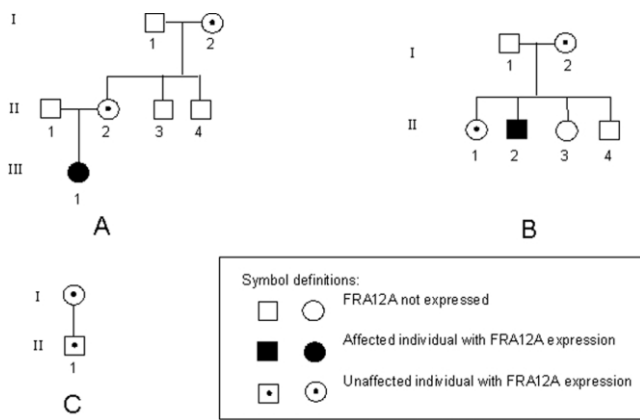 I
1
2
II
1
2
3
4
III
1
A
I
1
2
II
1
2
3
4
B
I
II
1
C
Symbol definitions:
FRA12A not expressed
Affected individual with FRA12A expression
Unaffected individual with FRA12A expression